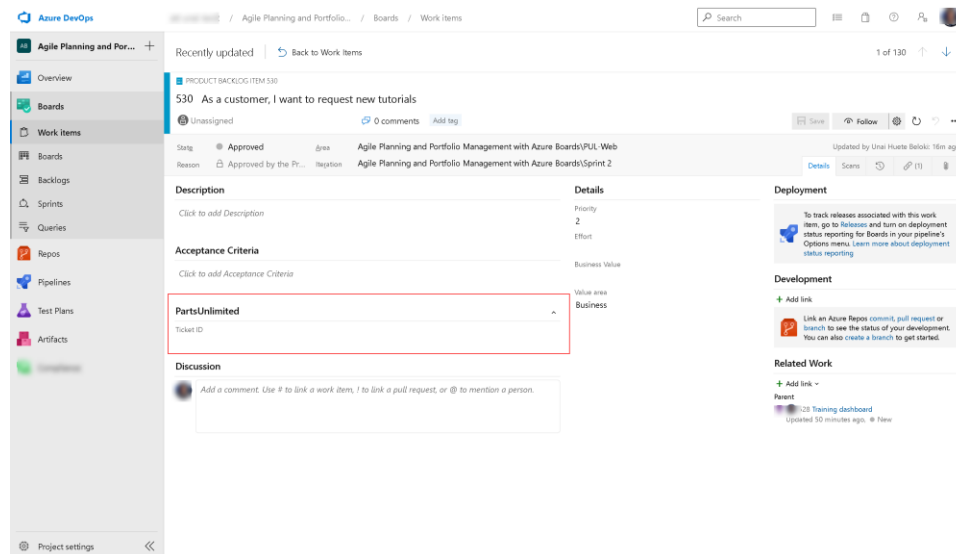 Azure DevOps
/ Agile Planning and Portfolio... / Boards / Work items
Search
AB Agile Planning and Por...
Overview
Boards
Work items
Boards
Backlogs
Sprints
Queries
Repos
Pipelines
Test Plans
Artifacts
Project settings
Recently updated
Back to Work Items
1 of 130
PRODUCT BACKLOG ITEM 530
530 As a customer, I want to request new tutorials
Unassigned
0 comments
Add tag
Save
Follow
State
Approved
Area
Agile Planning and Portfolio Management with Azure Boards\PUL-Web
Updated by Unai Huete Beloki: 16m ag
Reason
Approved by the Pr...
Iteration
Agile Planning and Portfolio Management with Azure Boards\Sprint 2
Details
Scans
(1)
Description
Click to add Description
Acceptance Criteria
Click to add Acceptance Criteria
PartsUnlimited
Ticket ID
Discussion
Add a comment. Use # to link a work item, ! to link a pull request, or @ to mention a person.
Details
Priority
2
Effort
Business Value
Value area
Business
Deployment
To track releases associated with this work
item, go to Releases and turn on deployment
status reporting for Boards in your pipeline's
Options menu. Learn more about deployment
status reporting
Development
+ Add link
Link an Azure Repos commit, pull request or
branch to see the status of your development.
You can also create a branch to get started.
Related Work
+ Add link
Parent
528 Training dashboard
Updated 50 minutes ago. New